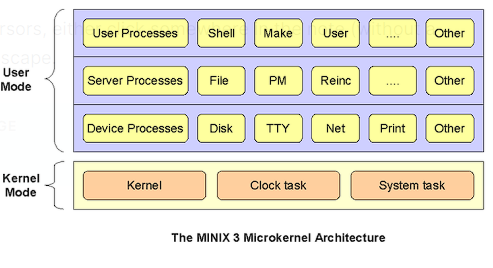 User Processes Shell Make User .... Other
User Mode
Server Processes File PM Reinc .... Other
Device Processes Disk TTY Net Print Other
Kernel Mode
Kernel Clock task System task
The MINIX 3 Microkernel Architecture